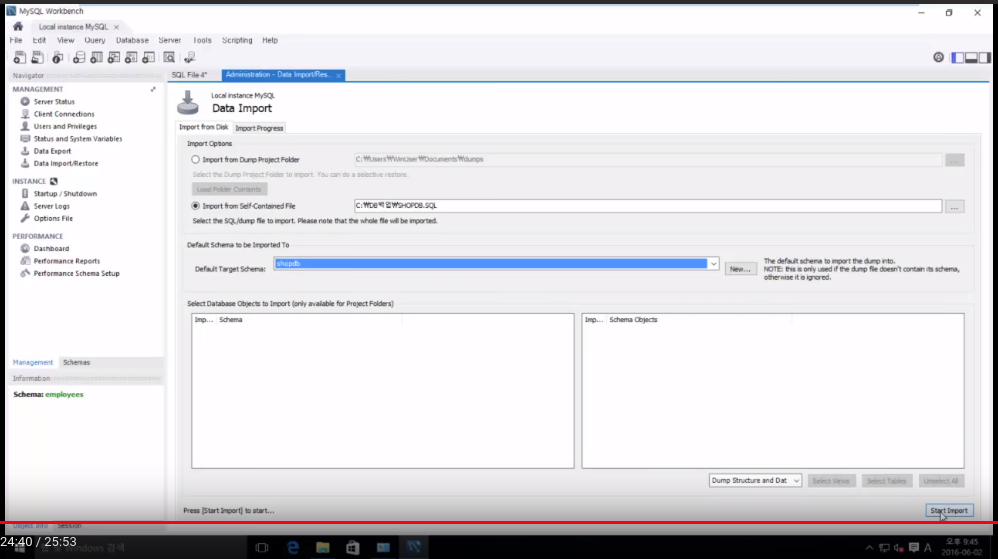 MySQL Workbench
Local instance MySQL
File Edit View Query Database Server Tools Scripting Help
Navigator
SQL File 4*
Administration - Data Import/Res...
MANAGEMENT
Server Status
Client Connections
Users and Privileges
Status and System Variables
Data Export
Data Import/Restore
INSTANCE
Startup / Shutdown
Server Logs
Options File
PERFORMANCE
Dashboard
Performance Reports
Performance Schema Setup
Management Schemas
Information
Schema: employees
Object Info Session
Local instance MySQL
Data Import
Import from Disk Import Progress
Import Options
Import from Dump Project Folder
C:₩Users₩WinUser₩Documents₩dumps
...
Select the Dump Project Folder to import. You can do a selective restore.
Load Folder Contents
Import from Self-Contained File
C:₩DB백업₩SHOPDB.SQL
...
Select the SQL/dump file to import. Please note that the whole file will be imported.
Default Schema to be Imported To
Default Target Schema:
shopdb
New...
The default schema to import the dump into.
NOTE: this is only used if the dump file doesn't contain its schema,
otherwise it is ignored.
Select Database Objects to Import (only available for Project Folders)
Imp... Schema
Imp... Schema Objects
Dump Structure and Dat
Select Views
Select Tables
Unselect All
Press [Start Import] to start...
Start Import
24:40 / 25:53
Windows 검색
A
오후 9:45
2016-06-02